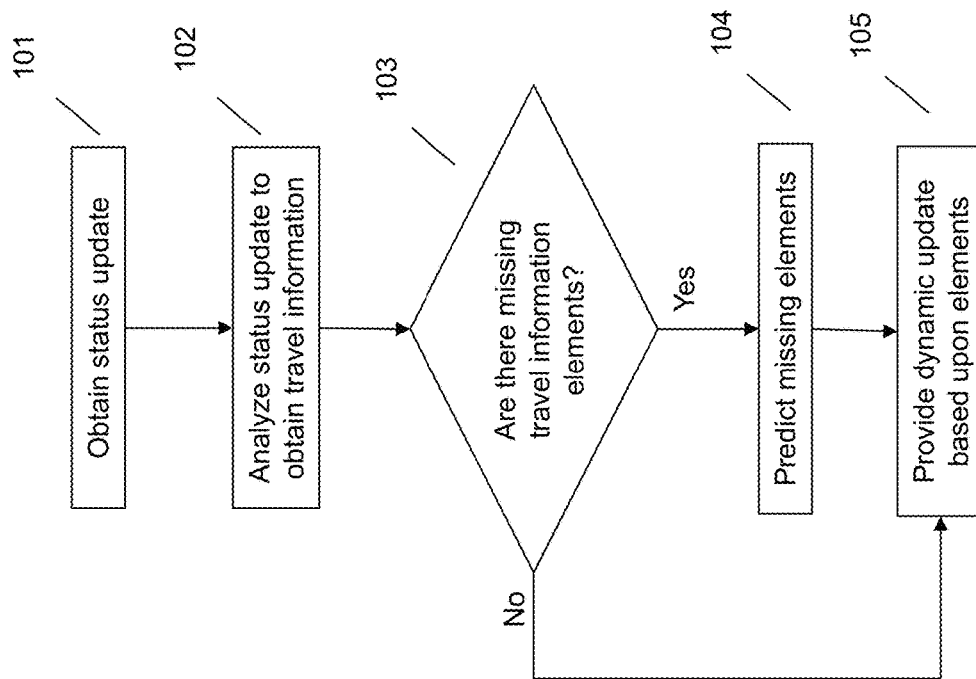 101
Obtain status update
102
Analyze status update to
obtain travel information
103
Are there missing
travel information
elements?
Yes
No
104
Predict missing elements
105
Provide dynamic update
based upon elements